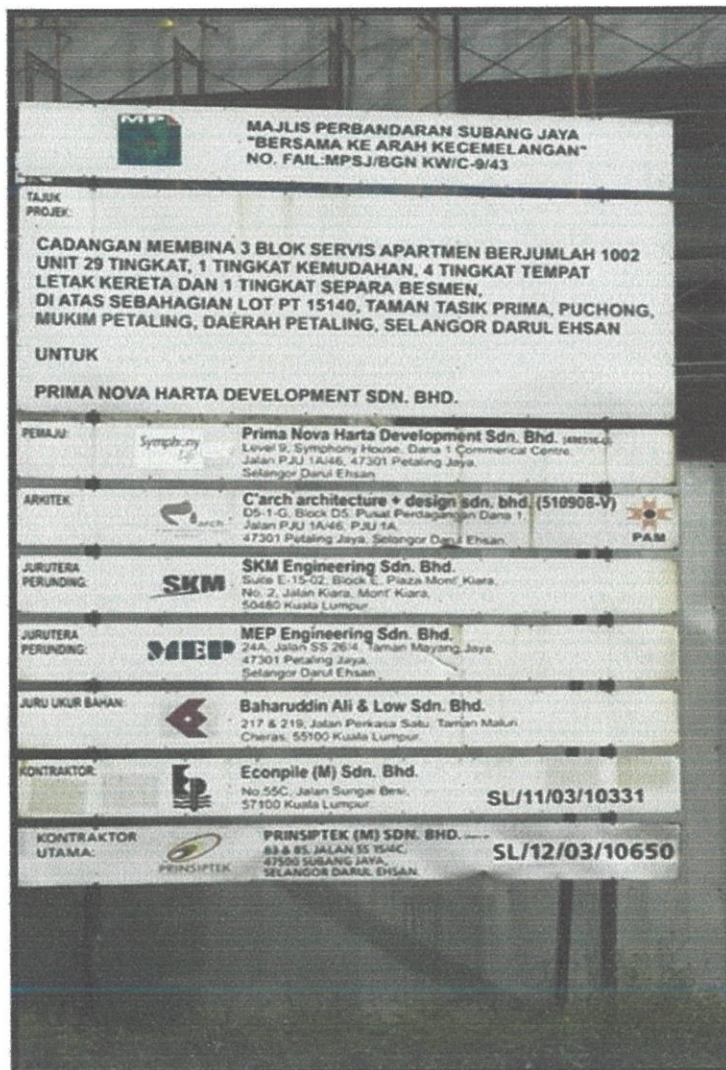 MP
MAJLIS PERBANDARAN SUBANG JAYA
"BERSAMA KE ARAH KECEMELANGAN"
NO. FAIL:MPSJ/BGN KW/C-9/43
TAJUK
PROJEK:
CADANGAN MEMBINA 3 BLOK SERVIS APARTMEN BERJUMLAH 1002
UNIT 29 TINGKAT, 1 TINGKAT KEMUDAHAN, 4 TINGKAT TEMPAT
LETAK KERETA DAN 1 TINGKAT SEPARA BESMEN,
DI ATAS SEBAHAGIAN LOT PT 15140, TAMAN TASIK PRIMA, PUCHONG,
MUKIM PETALING, DAERAH PETALING, SELANGOR DARUL EHSAN
UNTUK
PRIMA NOVA HARTA DEVELOPMENT SDN. BHD.
PEMAJU:
Symphony
Life
Prima Nova Harta Development Sdn. Bhd.
Level 9, Symphony House, Dana 1 Commerical Centre,
Jalan PJU 1A/46, 47301 Petaling Jaya,
Selangor Darul Ehsan
ARKITEK:
C'arch
C'arch architecture + design sdn. bhd. (510908-V)
D5-1-G, Block D5, Pusat Perdagangan Dana 1,
Jalan PJU 1A/46, PJU 1A,
47301 Petaling Jaya, Selangor Darul Ehsan.
PAM
JURUTERA
PERUNDING:
SKM
SKM Engineering Sdn. Bhd.
Suite E-15-02, Block E, Plaza Mont' Kiara,
No. 2, Jalan Kiara, Mont' Kiara,
50480 Kuala Lumpur
JURUTERA
PERUNDING:
MEP
MEP Engineering Sdn. Bhd.
24A, Jalan SS 26/4, Taman Mayang Jaya,
47301 Petaling Jaya,
Selangor Darul Ehsan
JURU UKUR BAHAN:
Baharuddin Ali & Low Sdn. Bhd.
217 & 219, Jalan Perkasa Satu, Taman Maluri
Cheras, 55100 Kuala Lumpur.
KONTRAKTOR:
Ep
Econpile (M) Sdn. Bhd.
No.55C, Jalan Sungai Besi,
57100 Kuala Lumpur.
SL/11/03/10331
KONTRAKTOR
UTAMA:
PRINSIPTEK
PRINSIPTEK (M) SDN. BHD.
83 & 85, JALAN SS 15/4C,
47500 SUBANG JAYA,
SELANGOR DARUL EHSAN.
SL/12/03/10650